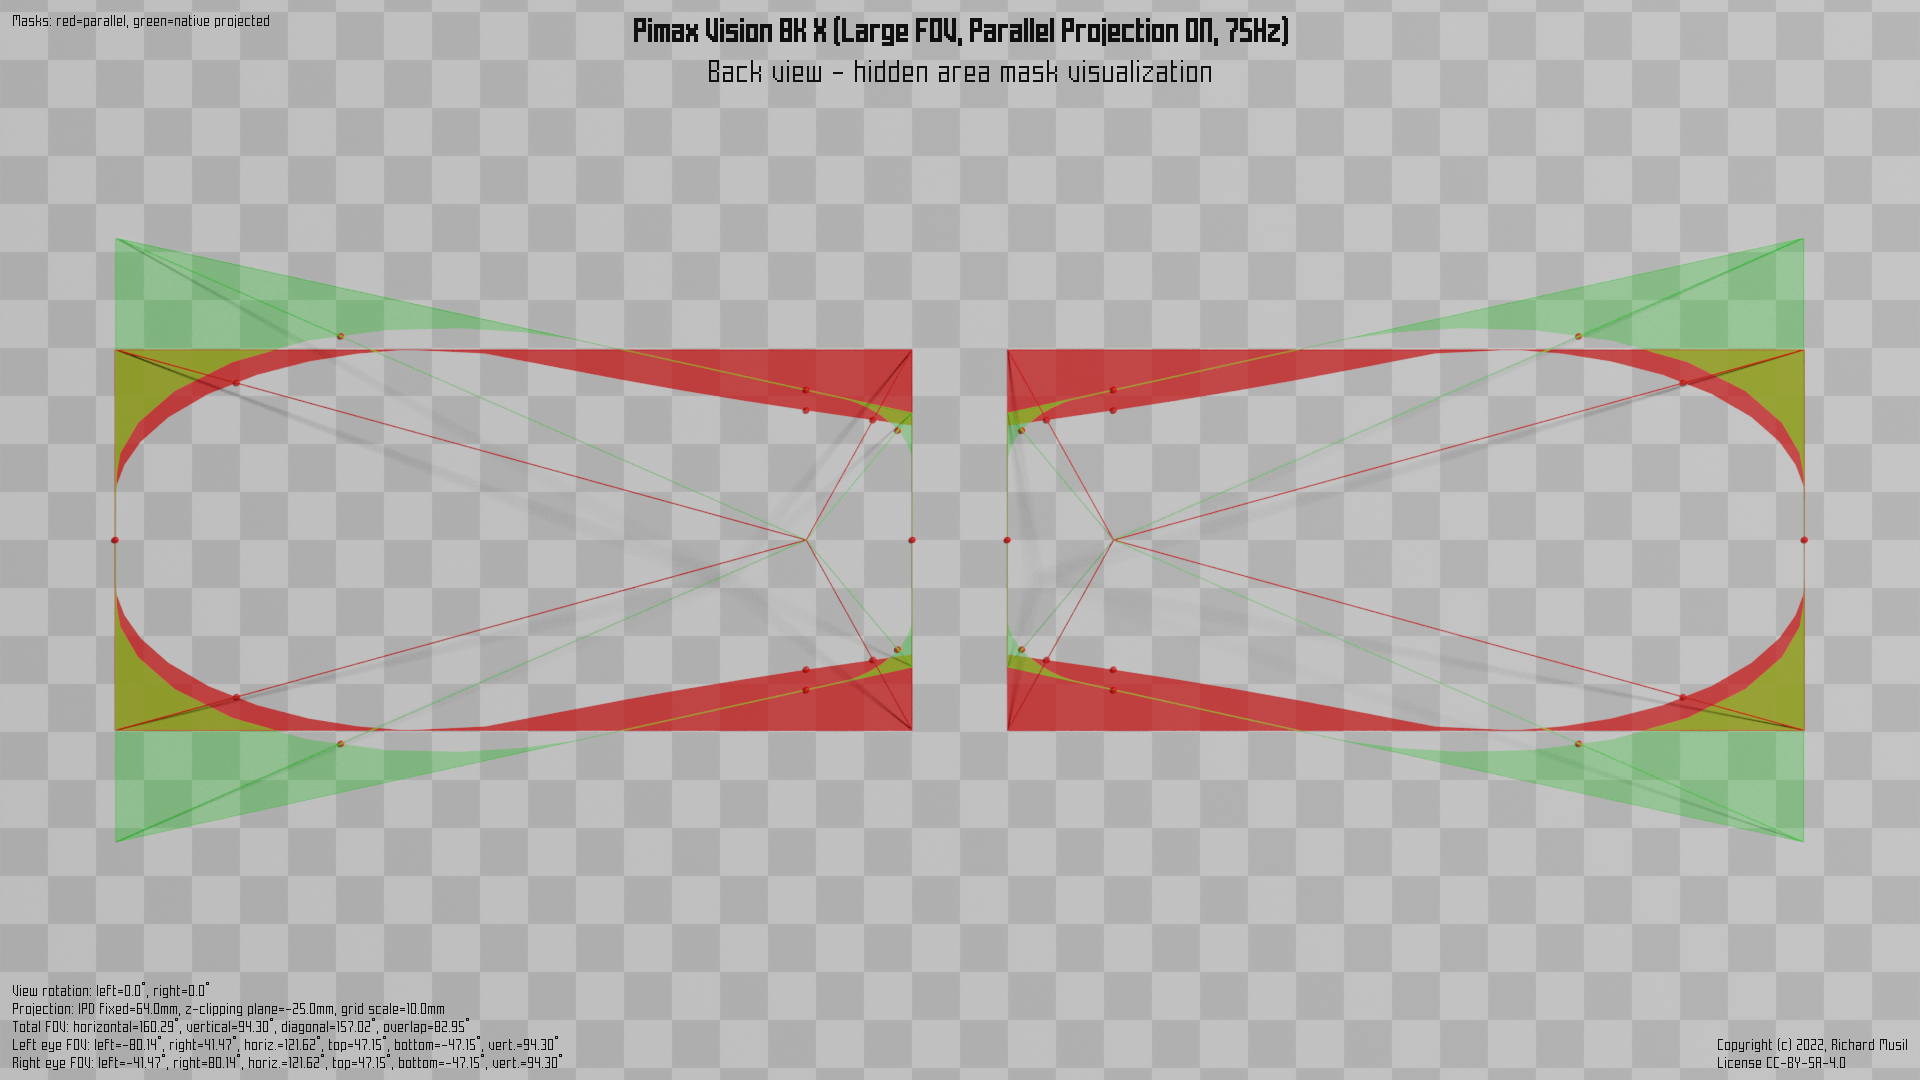 Masks: red=parallel, green=native projected
Pimax Vision 8K X (Large FOV, Parallel Projection ON, 75Hz)
Back view - hidden area mask visualization
View rotation: left=0.0°, right=0.0°
Projection: IPD fixed=64.0mm, z-clipping plane=-25.0mm, grid scale=10.0mm
Total FOV: horizontal=160.29°, vertical=94.30°, diagonal=157.02°, overlap=82.95°
Left eye FOV: left=-80.14°, right=41.47°, horiz.=121.62°, top=47.15°, bottom=-47.15°, vert.=94.30°
Right eye FOV: left=-41.47°, right=80.14°, horiz.=121.62°, top=47.15°, bottom=-47.15°, vert.=94.30°
Copyright (c) 2022, Richard Musil
License CC-BY-SA-4.0